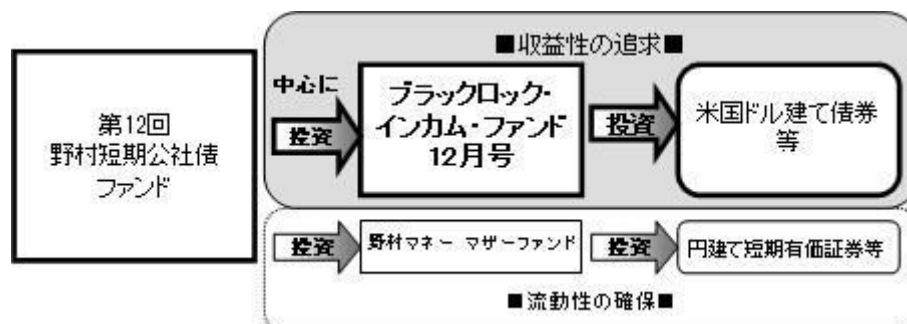 ■収益性の追求■
第12回
野村短期公社債
ファンド
中心に
投資
ブラックロック・
インカム・ファンド
12月号
投資
米国ドル建て債券
等
投資
野村マネー マザーファンド
投資
円建て短期有価証券等
■流動性の確保■